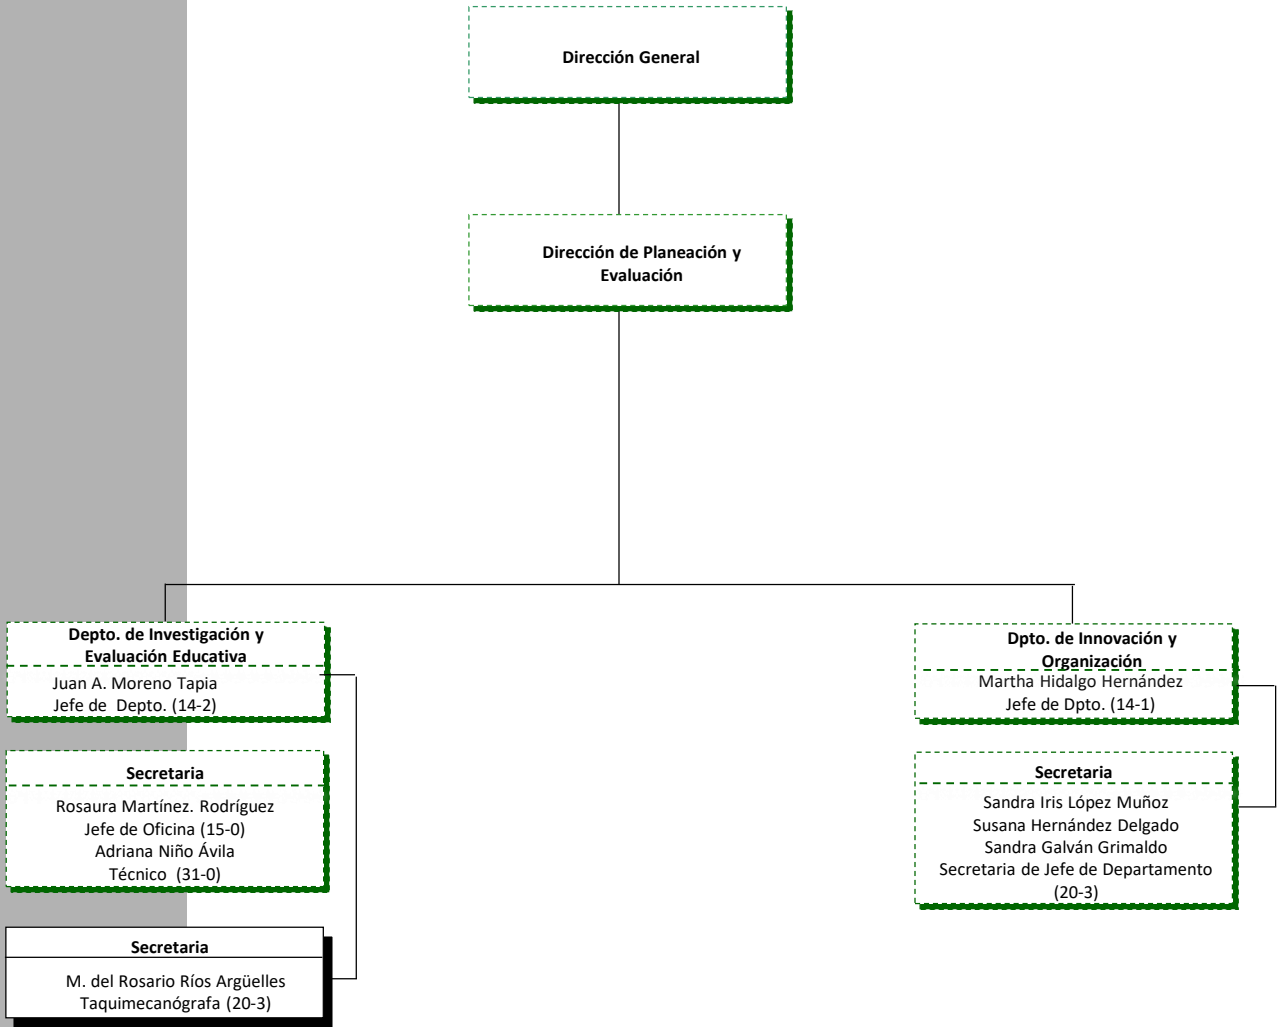 Dirección General
Dirección de Planeación y
Evaluación
Depto. de Investigación y
Evaluación Educativa
Juan A. Moreno Tapia
Jefe de Depto. (14-2)
Secretaria
Rosaura Martínez. Rodríguez
Jefe de Oficina (15-0)
Adriana Niño Ávila
Técnico (31-0)
Secretaria
M. del Rosario Ríos Argüelles
Taquimecanógrafa (20-3)
Dpto. de Innovación y
Organización
Martha Hidalgo Hernández
Jefe de Dpto. (14-1)
Secretaria
Sandra Iris López Muñoz
Susana Hernández Delgado
Sandra Galván Grimaldo
Secretaria de Jefe de Departamento
(20-3)